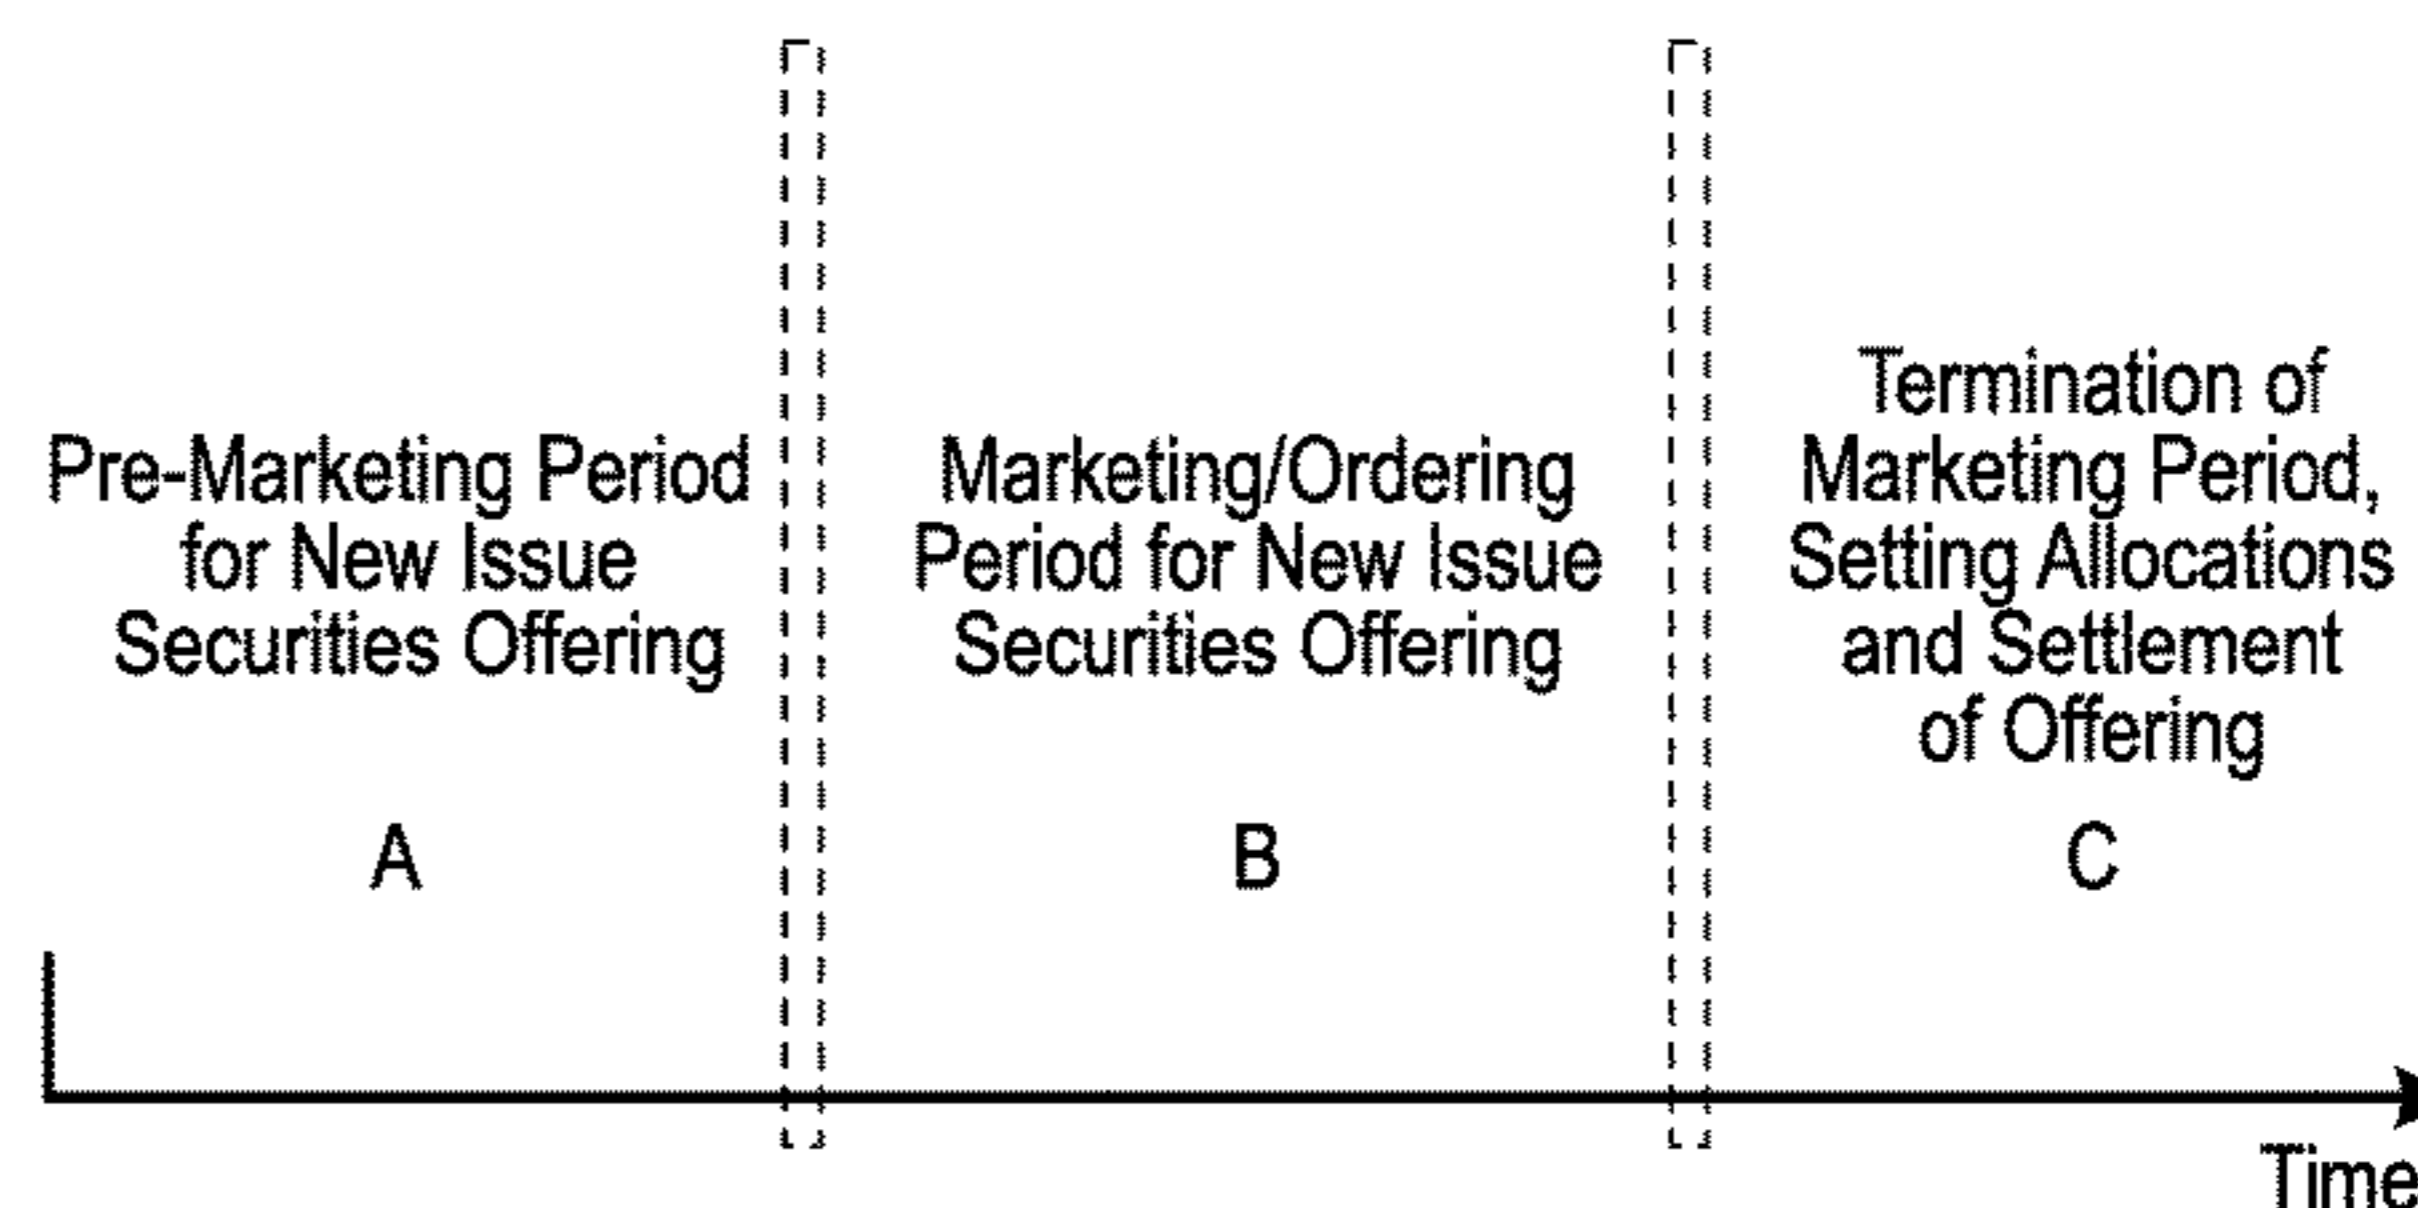 Pre-Marketing Period
for New Issue
Securities Offering
A
Marketing/Ordering
Period for New Issue
Securities Offering
B
Termination of
Marketing Period,
Setting Allocations
and Settlement
of Offering
C
Time